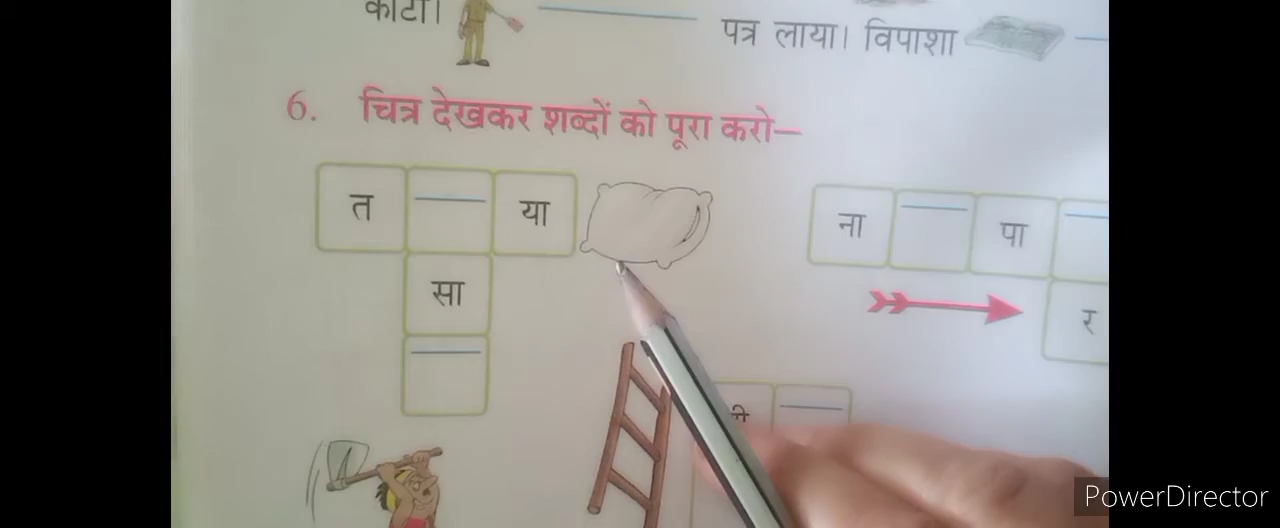 काटा।
पत्र लाया। विपाशा
6. चित्र देखकर शब्दों को पूरा करो—
त या
ना पा
सा
र
PowerDirector